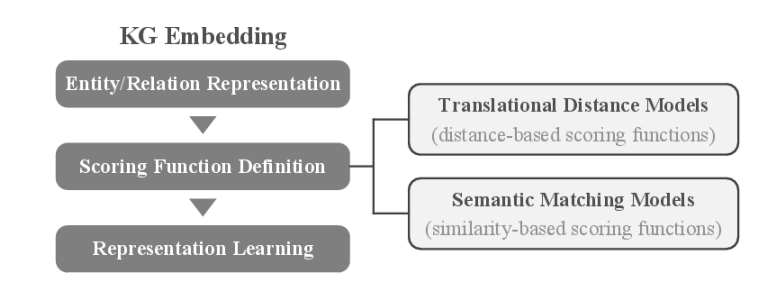 KG Embedding
Entity/Relation Representation
Scoring Function Definition
Representation Learning
Translational Distance Models
(distance-based scoring functions)
Semantic Matching Models
(similarity-based scoring functions)